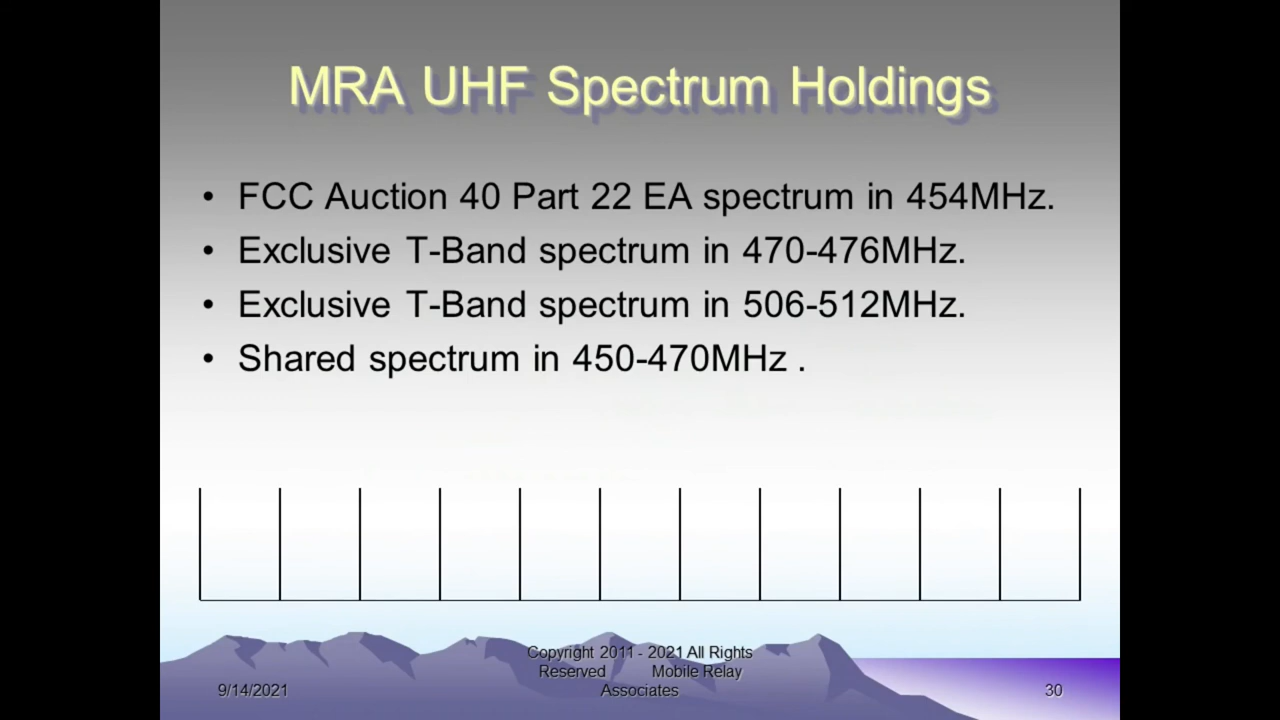 MRA UHF Spectrum Holdings
• FCC Auction 40 Part 22 EA spectrum in 454MHz.
• Exclusive T-Band spectrum in 470-476MHz.
• Exclusive T-Band spectrum in 506-512MHz.
• Shared spectrum in 450-470MHz .
9/14/2021
Copyright 2011 - 2021 All Rights
Reserved Mobile Relay
Associates
30